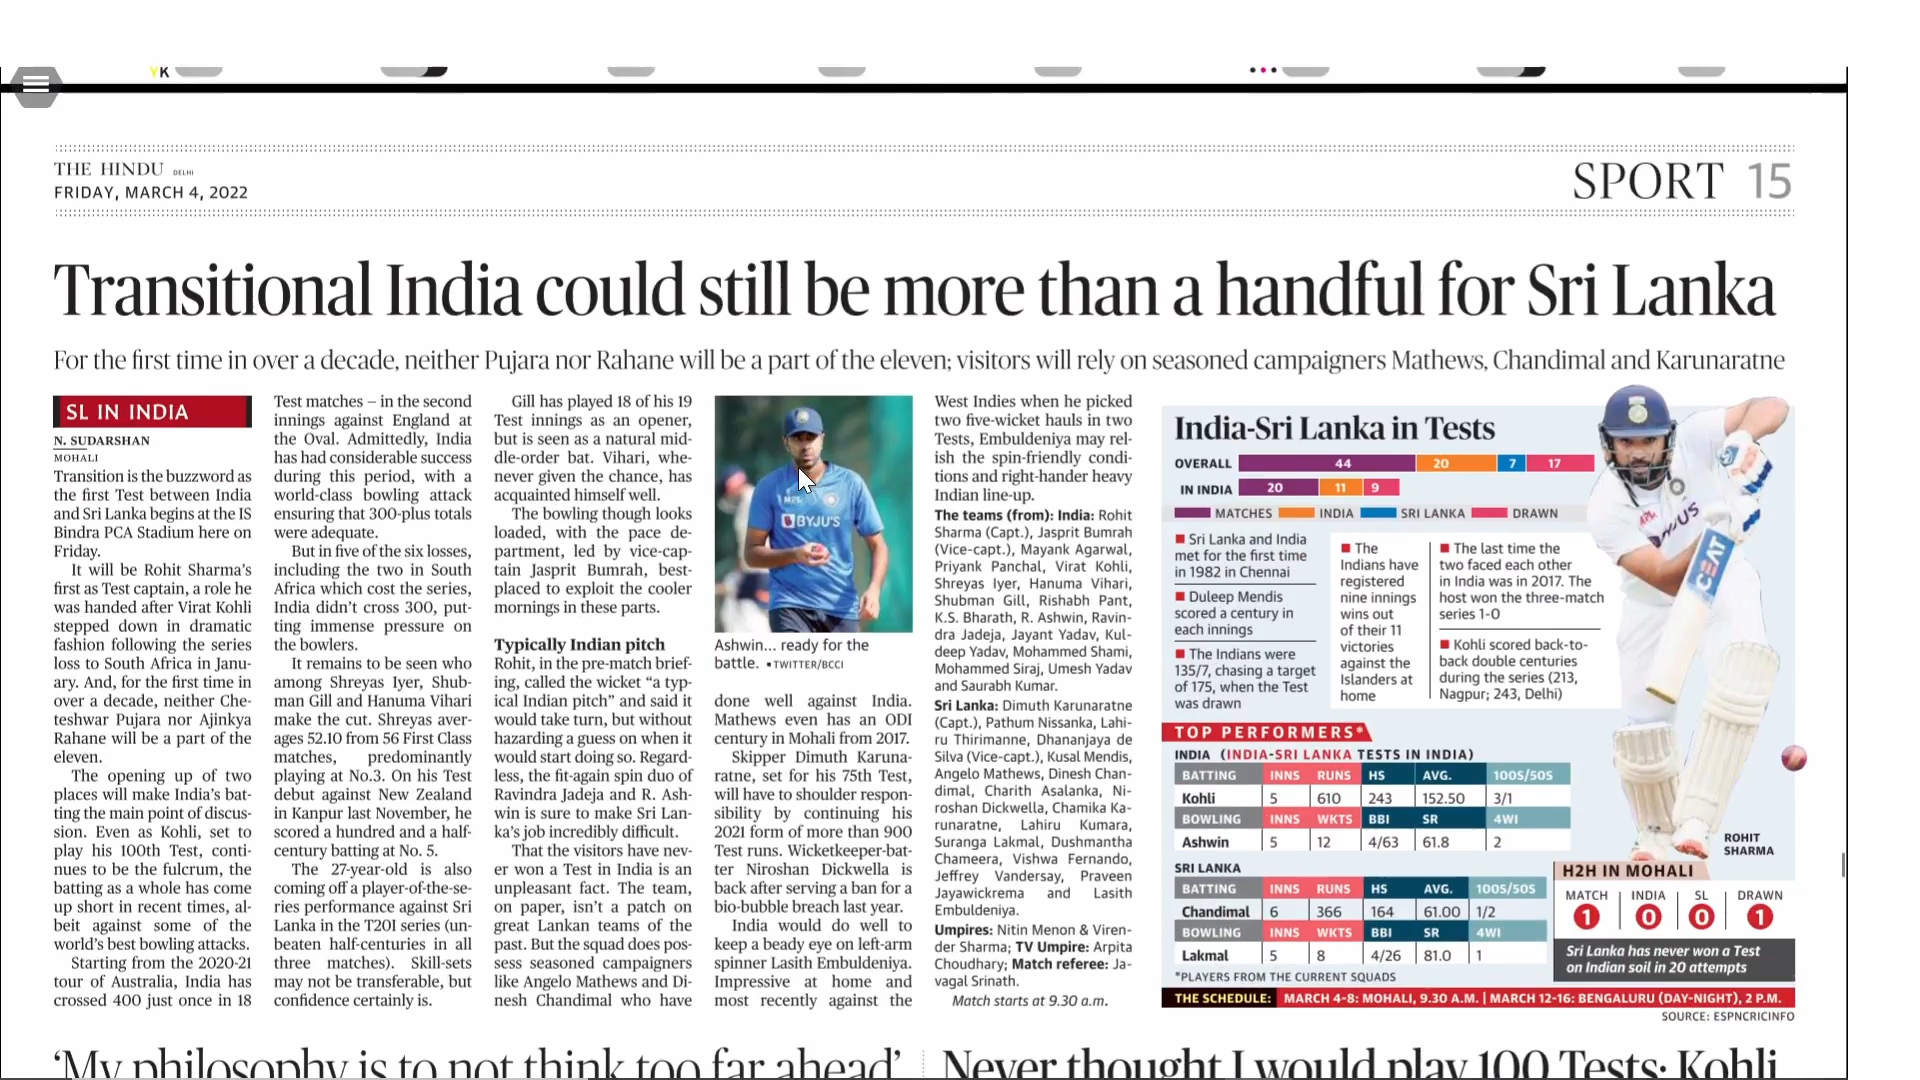 YK
THE HINDU DELHI
FRIDAY, MARCH 4, 2022
SPORT 15
Transitional India could still be more than a handful for Sri Lanka
For the first time in over a decade, neither Pujara nor Rahane will be a part of the eleven; visitors will rely on seasoned campaigners Mathews, Chandimal and Karunaratne
SL IN INDIA
N. SUDARSHAN
MOHALI
Transition is the buzzword as
the first Test between India
and Sri Lanka begins at the IS
Bindra PCA Stadium here on
Friday.
It will be Rohit Sharma's
first as Test captain, a role he
was handed after Virat Kohli
stepped down in dramatic
fashion following the series
loss to South Africa in Janu-
ary. And, for the first time in
over a decade, neither Che-
teshwar Pujara nor Ajinkya
Rahane will be a part of the
eleven.
The opening up of two
places will make India's bat-
ting the main point of discus-
sion. Even as Kohli, set to
play his 100th Test, conti-
nues to be the fulcrum, the
batting as a whole has come
up short in recent times, al-
beit against some of the
world's best bowling attacks.
Starting from the 2020-21
tour of Australia, India has
crossed 400 just once in 18
Test matches – in the second
innings against England at
the Oval. Admittedly, India
has had considerable success
during this period, with a
world-class bowling attack
ensuring that 300-plus totals
were adequate.
But in five of the six losses,
including the two in South
Africa which cost the series,
India didn't cross 300, put-
ting immense pressure on
the bowlers.
It remains to be seen who
among Shreyas Iyer, Shub-
man Gill and Hanuma Vihari
make the cut. Shreyas aver-
ages 52.10 from 56 First Class
matches, predominantly
playing at No.3. On his Test
debut against New Zealand
in Kanpur last November, he
scored a hundred and a half-
century batting at No. 5.
The 27-year-old is also
coming off a player-of-the-se-
ries performance against Sri
Lanka in the T20I series (un-
beaten half-centuries in all
three matches). Skill-sets
may not be transferable, but
confidence certainly is.
Gill has played 18 of his 19
Test innings as an opener,
but is seen as a natural mid-
dle-order bat. Vihari, whe-
never given the chance, has
acquainted himself well.
The bowling though looks
loaded, with the pace de-
partment, led by vice-cap-
tain Jasprit Bumrah, best-
placed to exploit the cooler
mornings in these parts.
Typically Indian pitch
Rohit, in the pre-match brief-
ing, called the wicket “a typ-
ical Indian pitch” and said it
would take turn, but without
hazarding a guess on when it
would start doing so. Regard-
less, the fit-again spin duo of
Ravindra Jadeja and R. Ash-
win is sure to make Sri Lan-
ka's job incredibly difficult.
That the visitors have nev-
er won a Test in India is an
unpleasant fact. The team,
on paper, isn't a patch on
great Lankan teams of the
past. But the squad does pos-
sess seasoned campaigners
like Angelo Mathews and Di-
nesh Chandimal who have
MPL
BYJU'S
Ashwin... ready for the
battle. ▪ TWITTER/BCCI
done well against India.
Mathews even has an ODI
century in Mohali from 2017.
Skipper Dimuth Karuna-
ratne, set for his 75th Test,
will have to shoulder respon-
sibility by continuing his
2021 form of more than 900
Test runs. Wicketkeeper-bat-
ter Niroshan Dickwella is
back after serving a ban for a
bio-bubble breach last year.
India would do well to
keep a beady eye on left-arm
spinner Lasith Embuldeniya.
Impressive at home and
most recently against the
West Indies when he picked
two five-wicket hauls in two
Tests, Embuldeniya may rel-
ish the spin-friendly condi-
tions and right-hander heavy
Indian line-up.
The teams (from): India: Rohit
Sharma (Capt.), Jasprit Bumrah
(Vice-capt.), Mayank Agarwal,
Priyank Panchal, Virat Kohli,
Shreyas Iyer, Hanuma Vihari,
Shubman Gill, Rishabh Pant,
K.S. Bharath, R. Ashwin, Ravin-
dra Jadeja, Jayant Yadav, Kul-
deep Yadav, Mohammed Shami,
Mohammed Siraj, Umesh Yadav
and Saurabh Kumar.
Sri Lanka: Dimuth Karunaratne
(Capt.), Pathum Nissanka, Lahi-
ru Thirimanne, Dhananjaya de
Silva (Vice-capt.), Kusal Mendis,
Angelo Mathews, Dinesh Chan-
dimal, Charith Asalanka, Ni-
roshan Dickwella, Chamika Ka-
runaratne, Lahiru Kumara,
Suranga Lakmal, Dushmantha
Chameera, Vishwa Fernando,
Jeffrey Vandersay, Praveen
Jayawickrema and Lasith
Embuldeniya.
Umpires: Nitin Menon & Viren-
der Sharma; TV Umpire: Arpita
Choudhary; Match referee: Ja-
vagal Srinath.
Match starts at 9.30 a.m.
India-Sri Lanka in Tests
OVERALL 44 20 7 17
IN INDIA 20 11 9
MATCHES INDIA SRI LANKA DRAWN
Sri Lanka and India
met for the first time
in 1982 in Chennai
Duleep Mendis
scored a century in
each innings
The Indians were
135/7, chasing a target
of 175, when the Test
was drawn
The
Indians have
registered
nine innings
wins out
of their 11
victories
against the
Islanders at
home
The last time the
two faced each other
in India was in 2017. The
host won the three-match
series 1-0
Kohli scored back-to-
back double centuries
during the series (213,
Nagpur; 243, Delhi)
BYJU'S
CEAT
TOP PERFORMERS*
INDIA (INDIA-SRI LANKA TESTS IN INDIA)
BATTING INNS RUNS HS AVG. 100S/50S
Kohli 5 610 243 152.50 3/1
BOWLING INNS WKTS BBI SR 4WI
Ashwin 5 12 4/63 61.8 2
SRI LANKA
BATTING INNS RUNS HS AVG. 100S/50S
Chandimal 6 366 164 61.00 1/2
BOWLING INNS WKTS BBI SR 4WI
Lakmal 5 8 4/26 81.0 1
*PLAYERS FROM THE CURRENT SQUADS
ROHIT
SHARMA
H2H IN MOHALI
MATCH INDIA SL DRAWN
1 0 0 1
Sri Lanka has never won a Test
on Indian soil in 20 attempts
THE SCHEDULE: MARCH 4-8: MOHALI, 9.30 A.M. | MARCH 12-16: BENGALURU (DAY-NIGHT), 2 P.M.
SOURCE: ESPNCRICINFO
‘My philosophy is to not think too far ahead’
Never thought I would play 100 Tests: Kohli